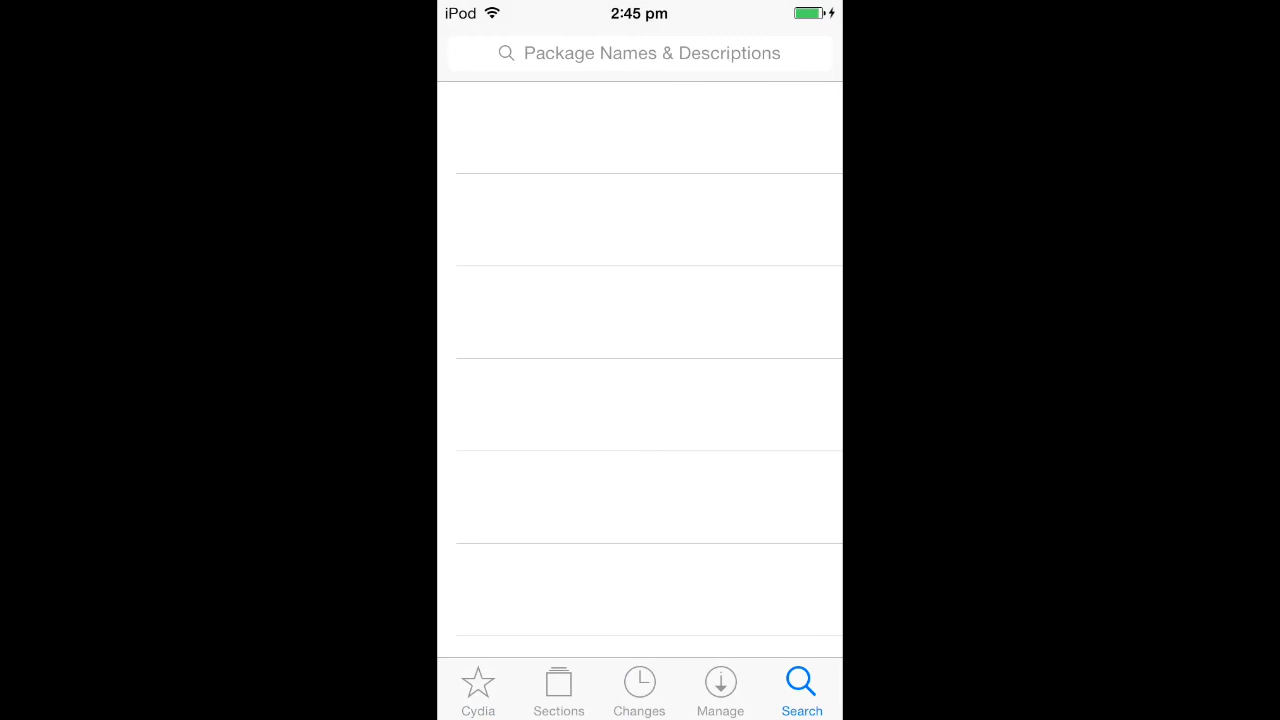 iPod 2:45 pm
Package Names & Descriptions
Cydia Sections Changes Manage Search